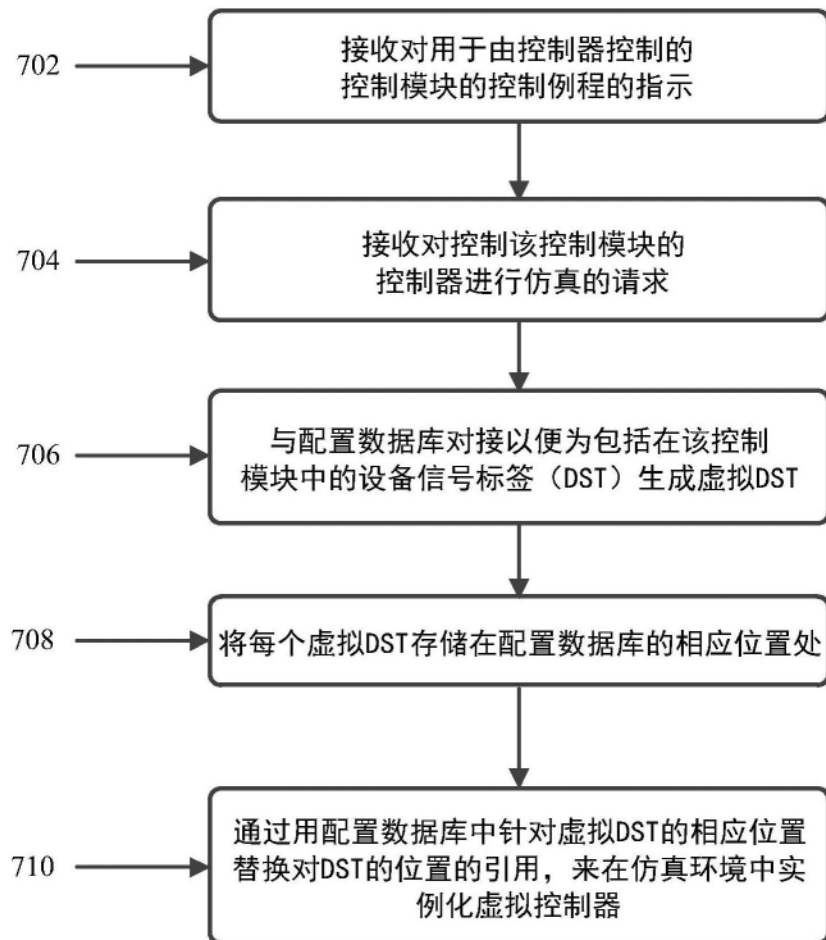 702
接收对用于由控制器控制的
控制模块的控制例程的指示
704
接收对控制该控制模块的
控制器进行仿真的请求
706
与配置数据库对接以便为包括在该控制
模块中的设备信号标签（DST）生成虚拟DST
708
将每个虚拟DST存储在配置数据库的相应位置处
710
通过用配置数据库中针对虚拟DST的相应位置
替换对DST的位置的引用，来在仿真环境中实
例化虚拟控制器